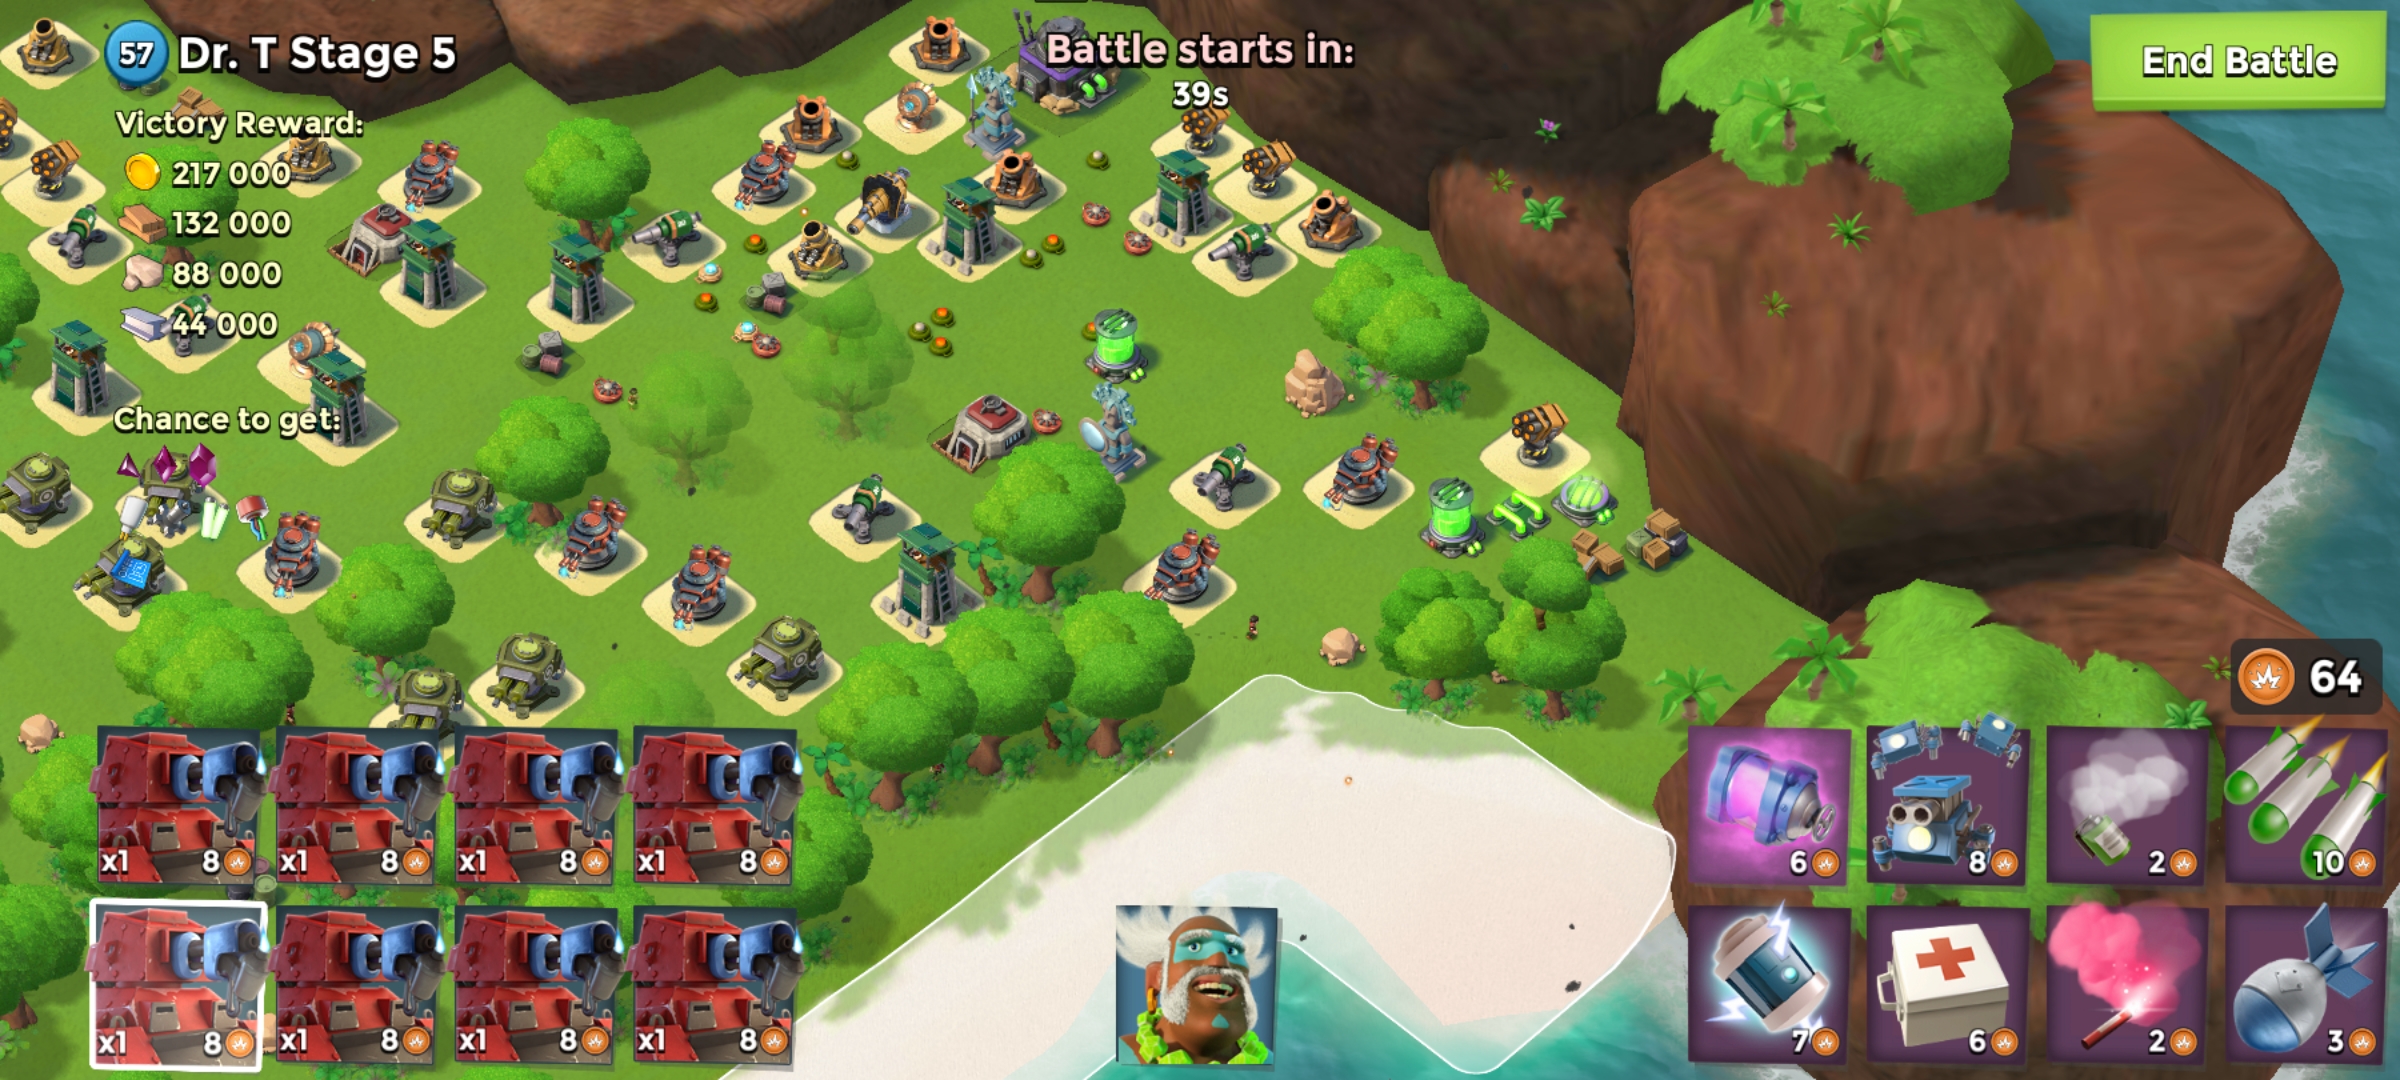 57 Dr. T Stage 5
Battle starts in:
39s
End Battle
Victory Reward:
217 000
132 000
88 000
44 000
Chance to get:
64
x1 8
x1 8
x1 8
x1 8
6
8
2
10
x1 8
x1 8
x1 8
x1 8
7
6
2
3